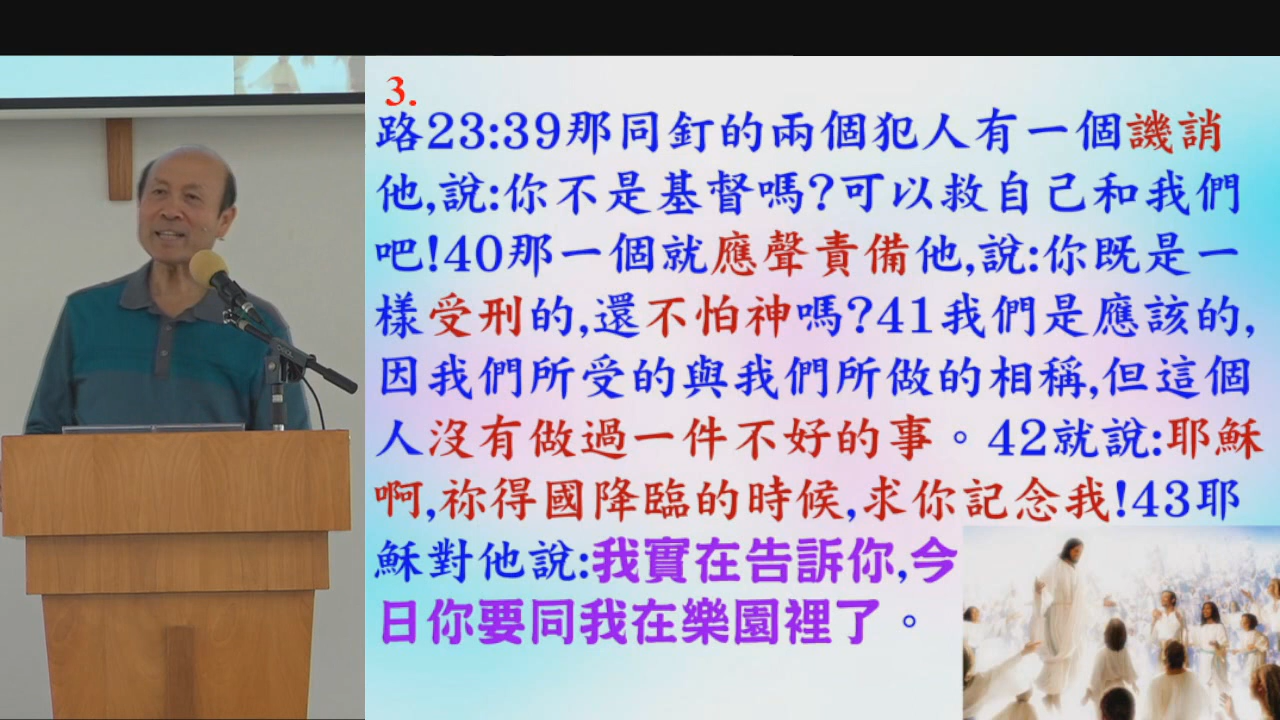 3.
路23:39那同釘的兩個犯人有一個譏誚
他,說:你不是基督嗎?可以救自己和我們
吧!40那一個就應聲責備他,說:你既是一
樣受刑的,還不怕神嗎?41我們是應該的,
因我們所受的與我們所做的相稱,但這個
人沒有做過一件不好的事。42就說:耶穌
啊,祢得國降臨的時候,求你記念我!43耶
穌對他說:我實在告訴你,今
日你要同我在樂園裡了。